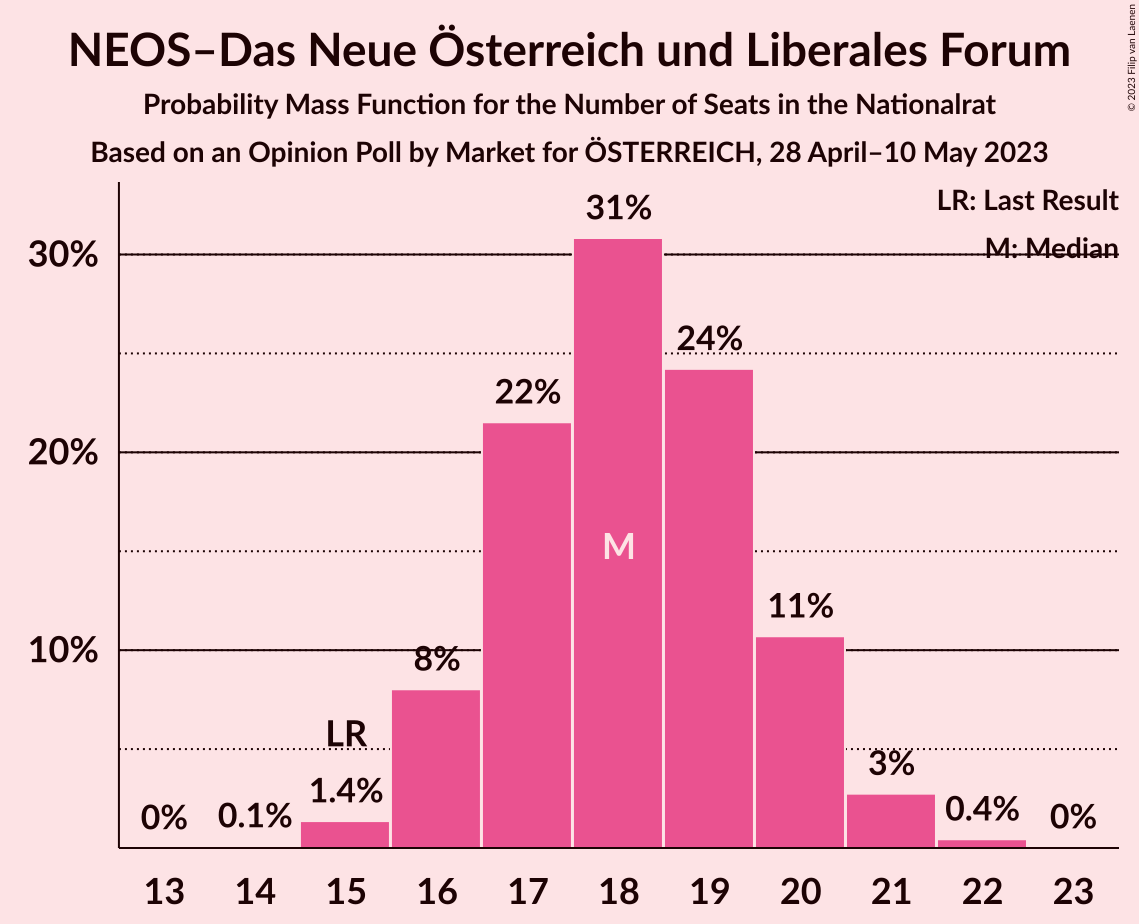 NEOS–Das Neue Österreich und Liberales Forum
Probability Mass Function for the Number of Seats in the Nationalrat
Based on an Opinion Poll by Market for ÖSTERREICH, 28 April–10 May 2023
© 2023 Filip van Laenen
LR: Last Result
M: Median
30%
20%
10%
0%
0.1%
LR
1.4%
8%
22%
31%
M
24%
11%
3%
0.4%
0%
13 14 15 16 17 18 19 20 21 22 23